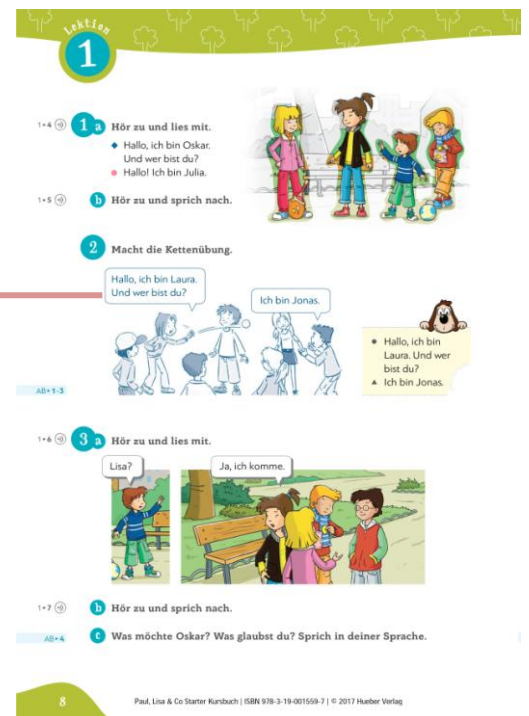 Lektion
1
1▸4
1 a Hör zu und lies mit.
◆ Hallo, ich bin Oskar.
Und wer bist du?
● Hallo! Ich bin Julia.
1▸5
b Hör zu und sprich nach.
2 Macht die Kettenübung.
Hallo, ich bin Laura.
Und wer bist du?
Ich bin Jonas.
● Hallo, ich bin
Laura. Und wer
bist du?
▲ Ich bin Jonas.
AB▸1-3
1▸6
3 a Hör zu und lies mit.
Lisa?
Ja, ich komme.
1▸7
b Hör zu und sprich nach.
AB▸4
c Was möchte Oskar? Was glaubst du? Sprich in deiner Sprache.
8
Paul, Lisa & Co Starter Kursbuch | ISBN 978-3-19-001559-7 | © 2017 Hueber Verlag